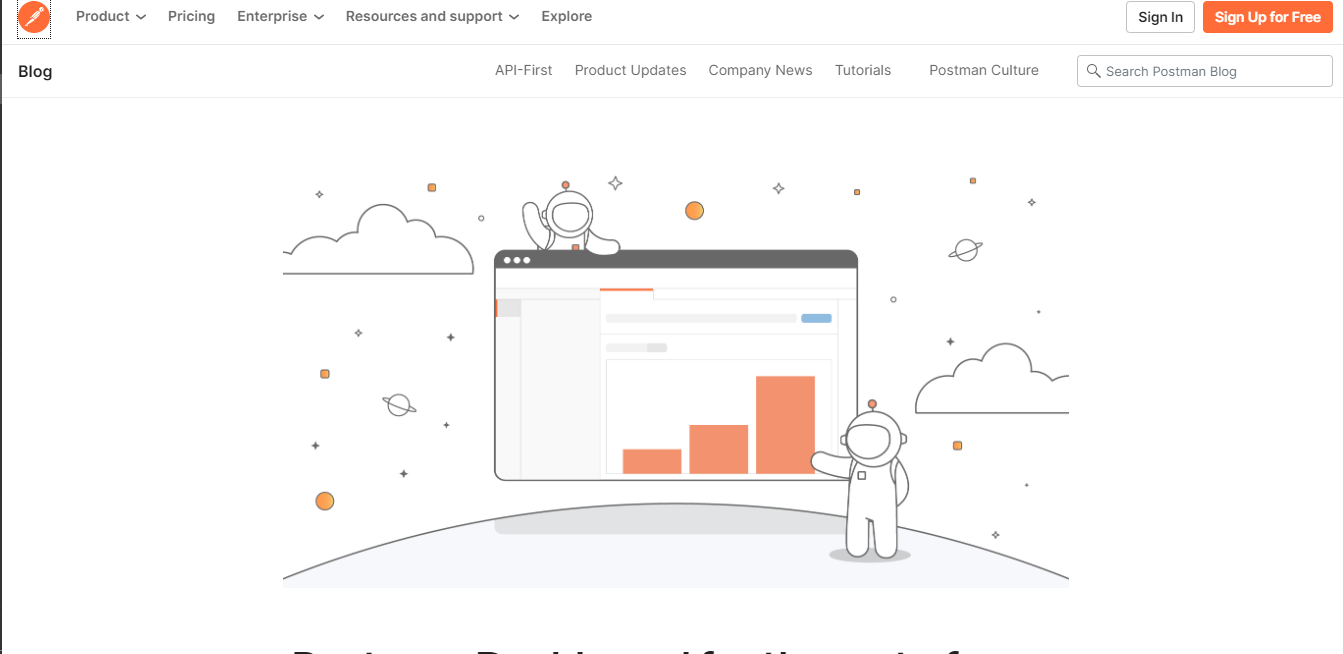 Product Pricing Enterprise Resources and support Explore Sign In Sign Up for Free
Blog API-First Product Updates Company News Tutorials Postman Culture Search Postman Blog